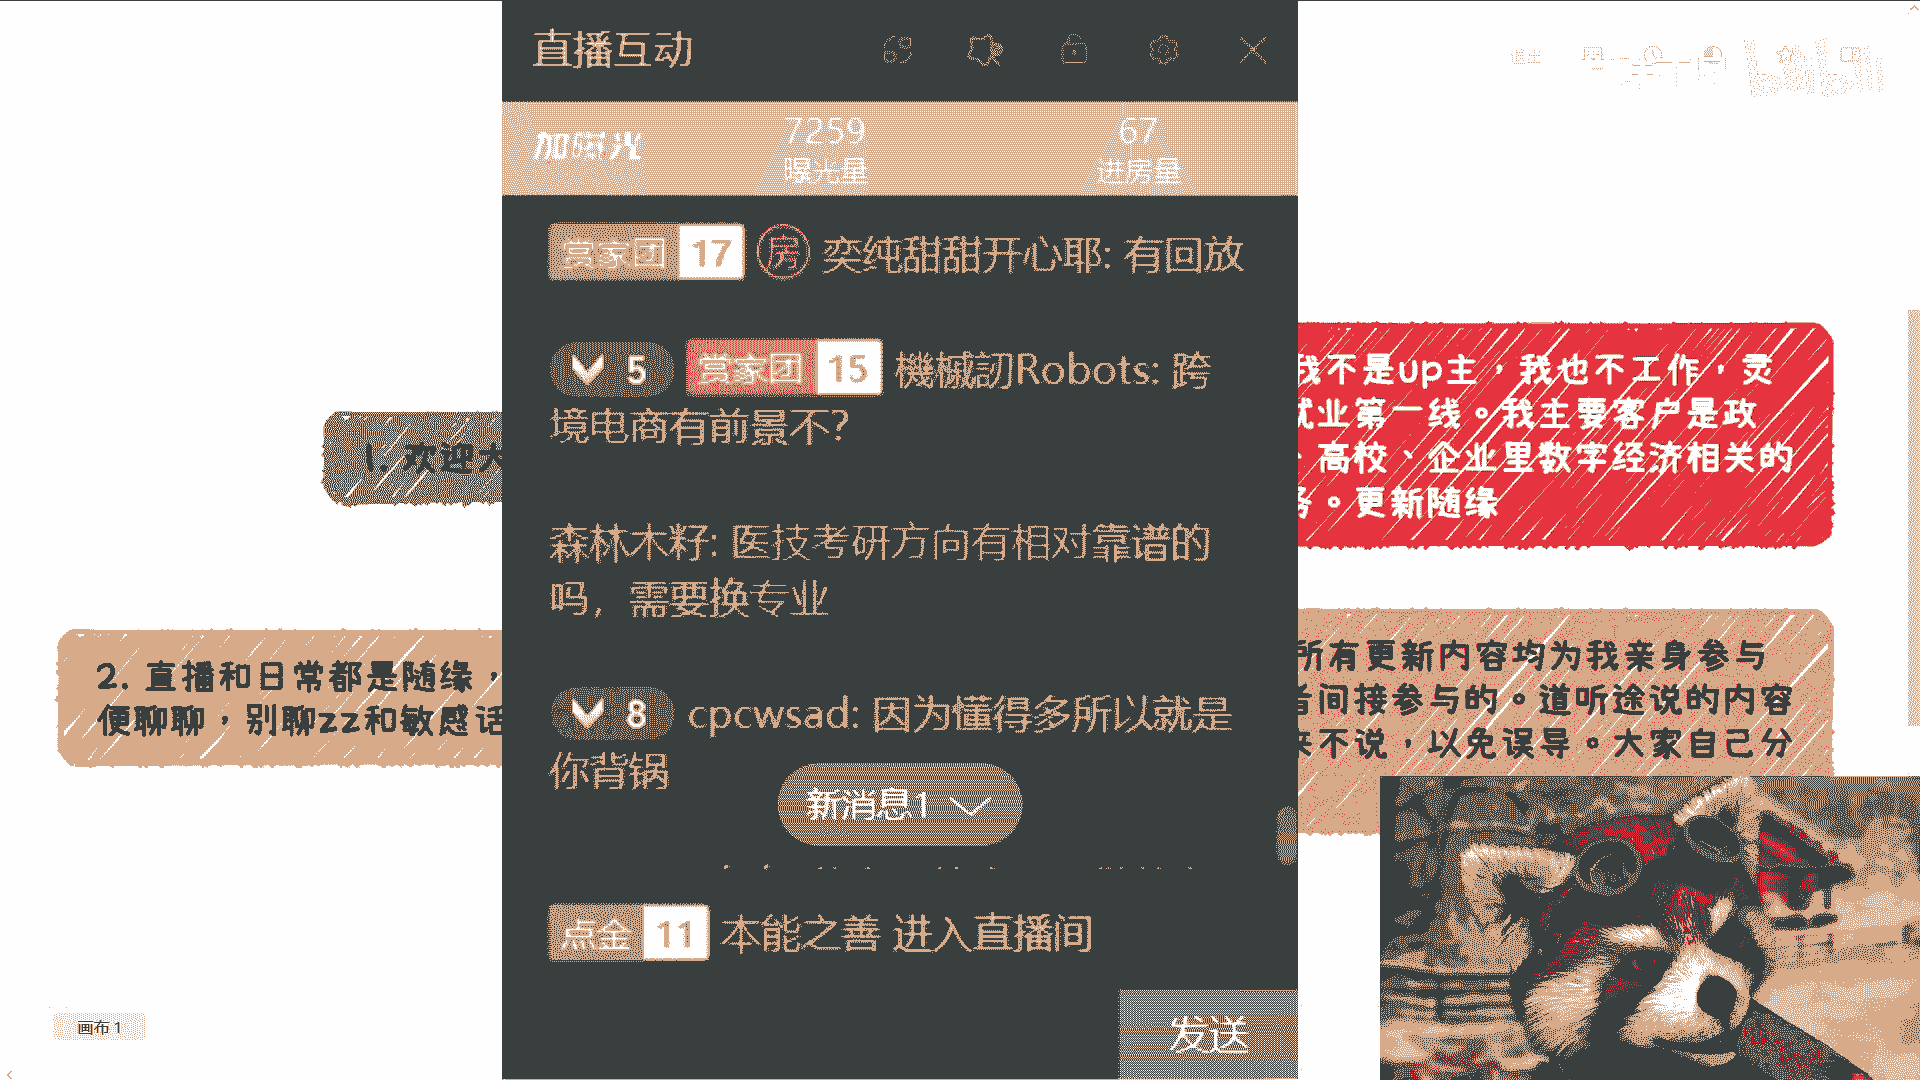 直播互动
加曝光
7259
曝光量
67
进房量
赏家团 17 房 奕纯甜甜开心耶: 有回放
5 赏家团 15 機械訒Robots: 跨
境电商有前景不?
森林木籽: 医技考研方向有相对靠谱的
吗, 需要换专业
8 cpcwsad: 因为懂得多所以就是
你背锅
新消息1
点金 11 本能之善 进入直播间
发送
1. 欢迎
2. 直播和日常都是随缘，
便聊聊，别聊zz和敏感话
我不是up主，我也不工作，灵
就业第一线。我主要客户是政
、高校、企业里数字经济相关的
务。更新随缘
所有更新内容均为我亲身参与
者间接参与的。道听途说的内容
来不说，以免误导。大家自己分
画布 1
bilibili